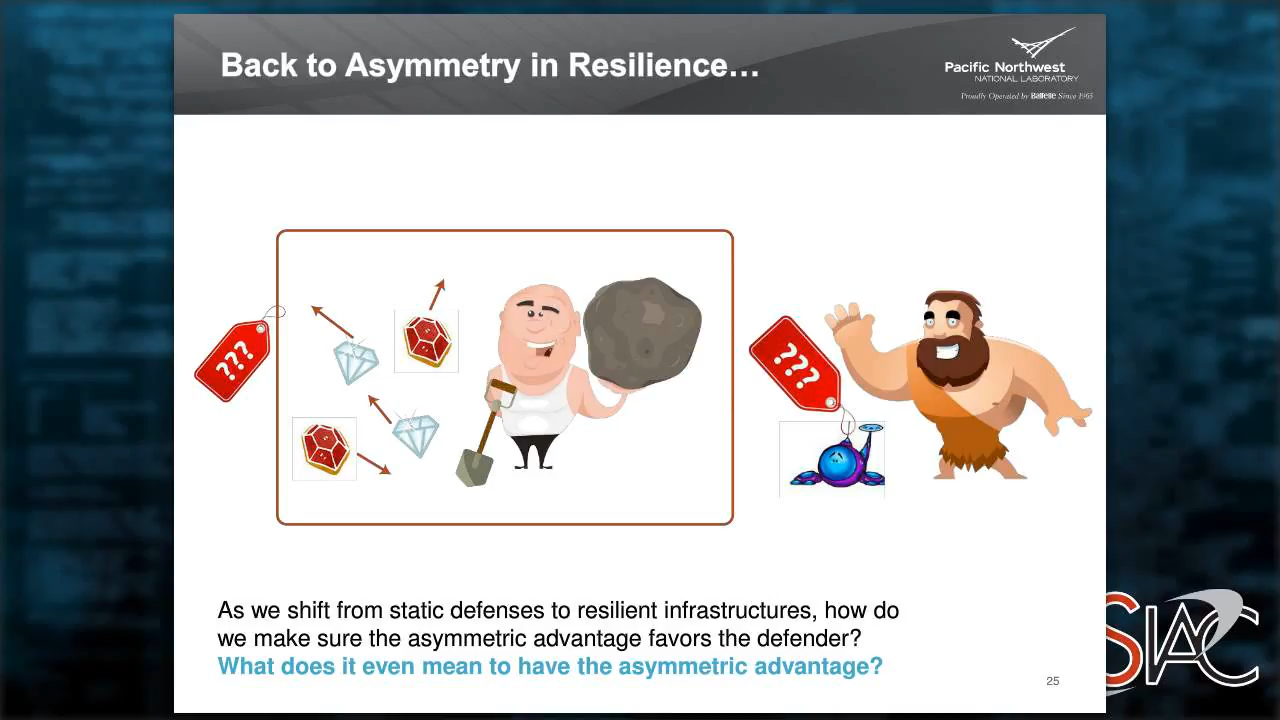 Back to Asymmetry in Resilience...
Pacific Northwest
NATIONAL LABORATORY
Proudly Operated by Battelle Since 1965
???
???
As we shift from static defenses to resilient infrastructures, how do
we make sure the asymmetric advantage favors the defender?
What does it even mean to have the asymmetric advantage?
25
SIAC